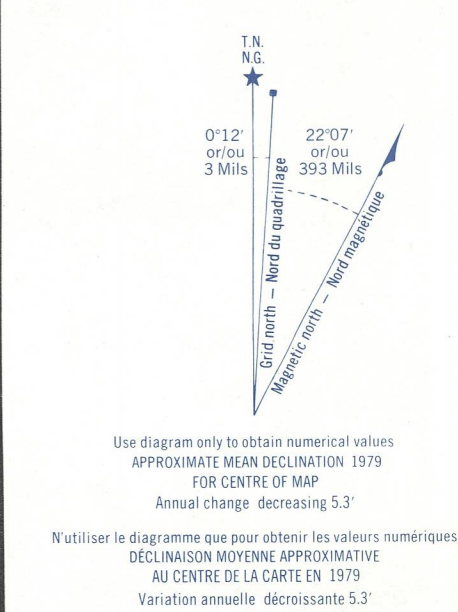 T.N.
N.G.
0°12'
or/ou
3 Mils
22°07'
or/ou
393 Mils
Grid north – Nord du quadrillage
Magnetic north – Nord magnétique
Use diagram only to obtain numerical values
APPROXIMATE MEAN DECLINATION 1979
FOR CENTRE OF MAP
Annual change decreasing 5.3'
N'utiliser le diagramme que pour obtenir les valeurs numériques
DÉCLINAISON MOYENNE APPROXIMATIVE
AU CENTRE DE LA CARTE EN 1979
Variation annuelle décroissante 5.3'